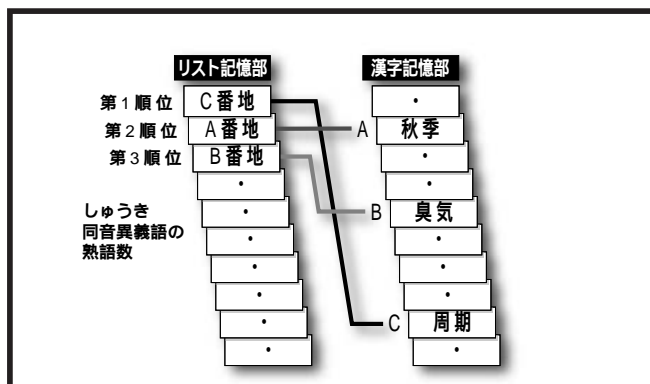 リスト記憶部
漢字記憶部
第1順位
C番地
・
第2順位
A番地
A
秋季
第3順位
B番地
・
・
・
しゅうき
同音異義語の
熟語数
・
B
臭気
・
・
・
・
・
・
・
C
周期
・
・